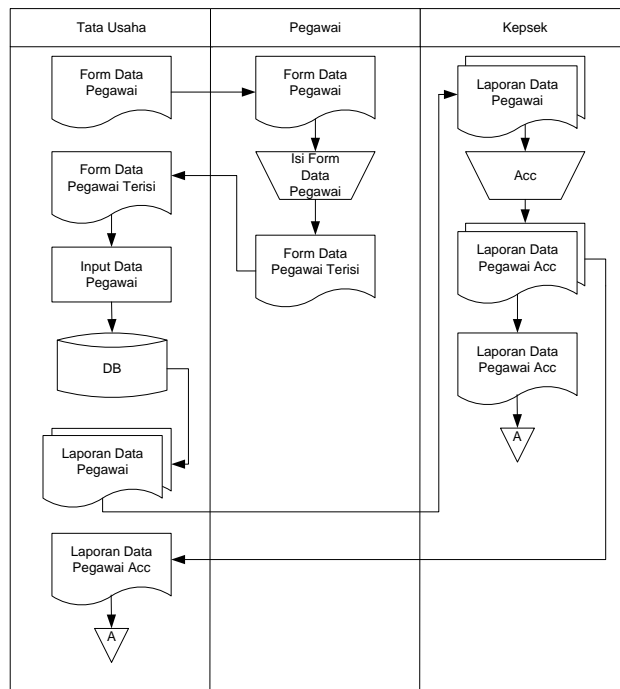 Tata Usaha
Pegawai
Kepsek
Form Data
Pegawai
Form Data
Pegawai
Laporan Data
Pegawai
Form Data
Pegawai Terisi
Isi Form
Data
Pegawai
Acc
Input Data
Pegawai
Form Data
Pegawai Terisi
Laporan Data
Pegawai Acc
DB
Laporan Data
Pegawai Acc
Laporan Data
Pegawai
A
Laporan Data
Pegawai Acc
A